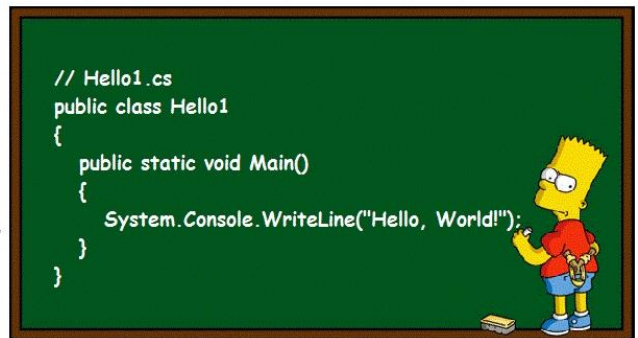 // Hello1.cs
public class Hello1
{
public static void Main()
{
System.Console.WriteLine("Hello, World!");
}
}